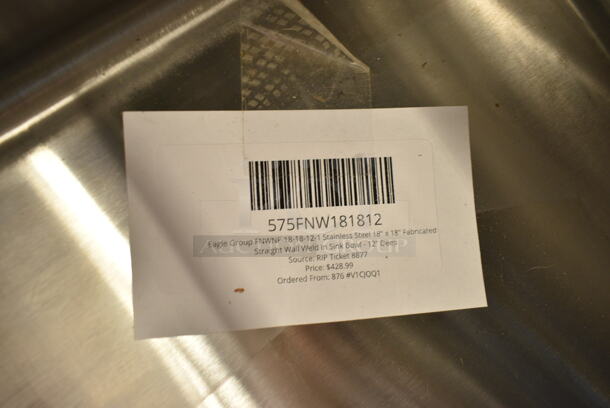 575FNW181812
Eagle Group FNWNF-18-18-12-1 Stainless Steel 18" x 18" Fabricated
Straight Wall Weld In Sink Bowl - 12" Deep
Source: RIP Ticket 8877
Price: $428.99
Ordered From: 876 #V1CJOQ1